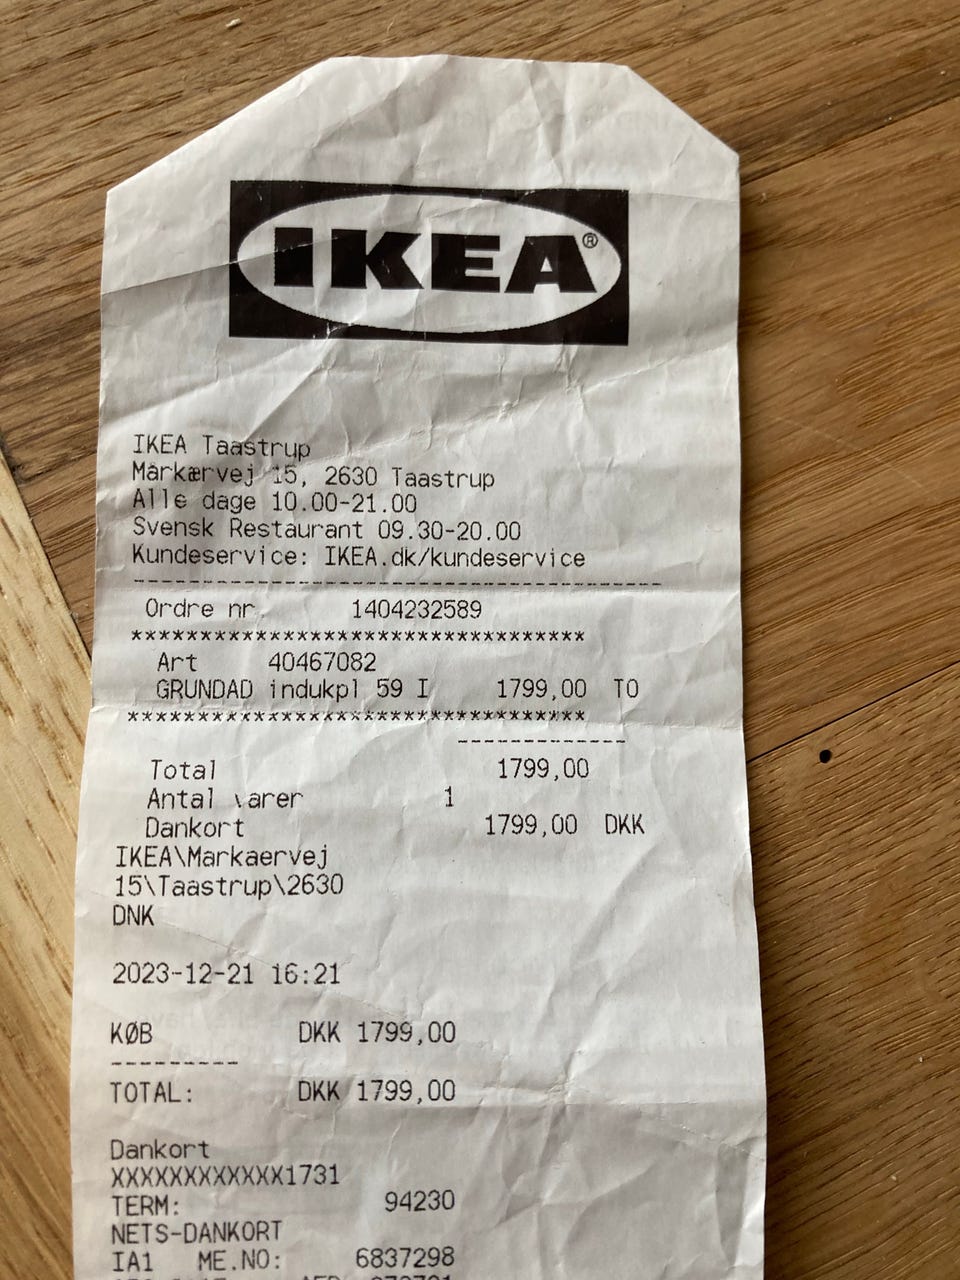 IKEA®
IKEA Taastrup
Markærvej 15, 2630 Taastrup
Alle dage 10.00-21.00
Svensk Restaurant 09.30-20.00
Kundeservice: IKEA.dk/kundeservice
--------------------------------------
Ordre nr. 1404232589
**********************************
Art 40467082
GRUNDAD indukpl 59 I 1799,00 TO
**********************************
-------------
Total 1799,00
Antal varer 1
Dankort 1799,00 DKK
IKEA\Markaervej
15\Taastrup\2630
DNK
2023-12-21 16:21
KØB DKK 1799,00
---------
TOTAL: DKK 1799,00
Dankort
XXXXXXXXXXXX1731
TERM: 94230
NETS-DANKORT
IA1 ME.NO: 6837298